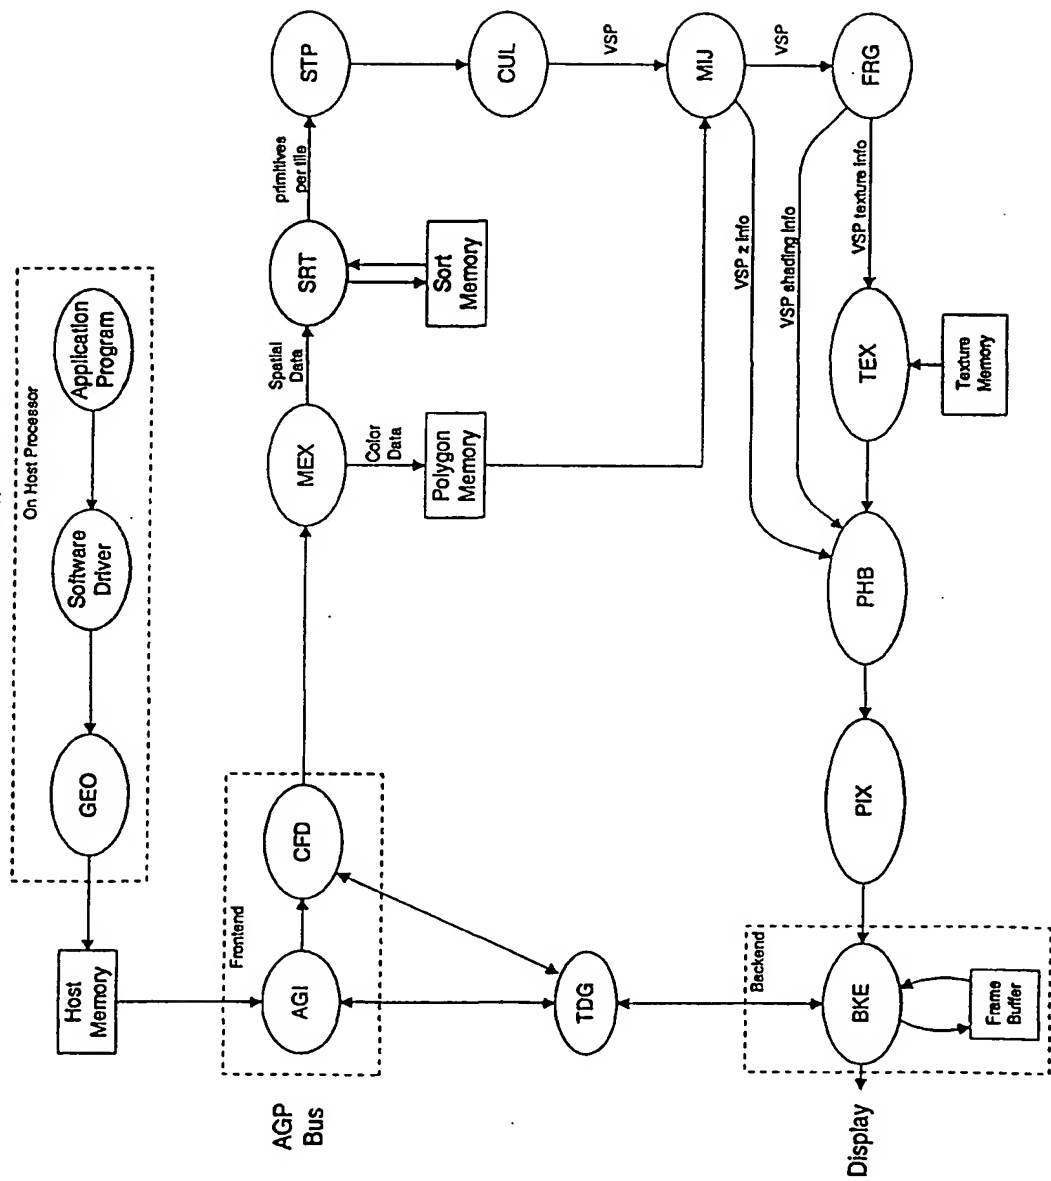 On Host Processor
Host
Memory
GEO
Software
Driver
Application
Program
Frontend
AGP
Bus
AGI
CFD
MEX
Spatial
Data
SRT
primitives
per tile
STP
Color
Data
Polygon
Memory
Sort
Memory
CUL
TDG
VSP
MIJ
VSP z info
VSP shading info
VSP
Backend
Display
BKE
PIX
PHB
TEX
VSP texture info
FRG
Frame
Buffer
Texture
Memory